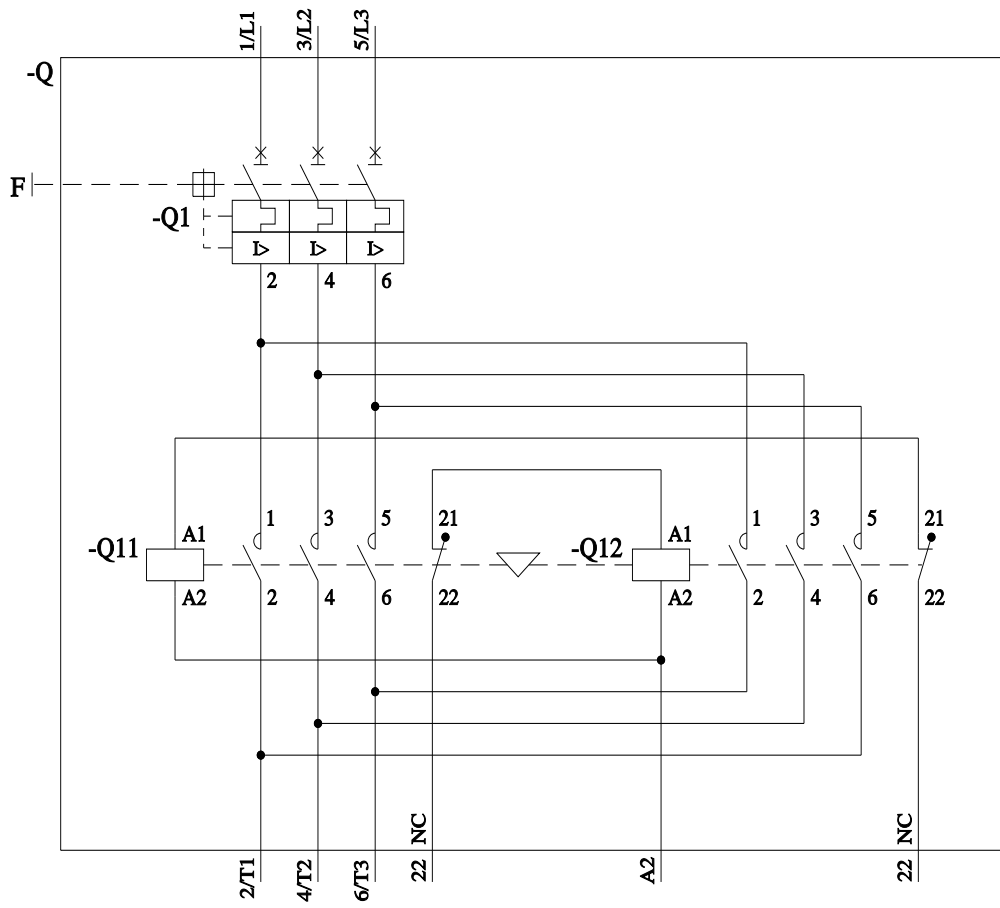 1/L1 3/L2 5/L3
-Q
F
-Q1
I> I> I>
2 4 6
1 3 5 21 1 3 5 21
-Q11 A1 -Q12 A1
A2 2 4 6 22 A2 2 4 6 22
NC NC
2/T1 4/T2 6/T3 22 A2 22